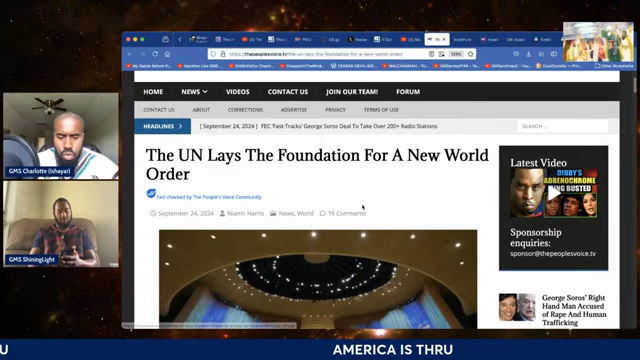 https://thepeoplesvoice.tv/the-un-lays-the-foundation-for-a-new-world-order/
133%
Other Bookmarks
HOME NEWS VIDEOS CONTACT US JOIN OUR TEAM! FORUM
CONTACT US ABOUT CORRECTIONS ADVERTISE PRIVACY TERMS OF USE
HEADLINES [ September 24, 2024 ] FEC ‘Fast-Tracks’ George Soros Deal To Take Over 200+ Radio Stations SEARCH …
The UN Lays The Foundation For A New World
Order
Fact checked by The People's Voice Community
September 24, 2024 Niamh Harris News, World 19 Comments
Latest Video
DIDDY'S
ADRENOCHROME
RING BUSTED
Sponsorship
enquiries:
sponsor@thepeoplesvoice.tv
George Soros' Right
Hand Man Accused
of Rape And Human
Trafficking
GMS Charlotte (Ishayar)
GMS ShiningLight
U AMERICA IS THRU